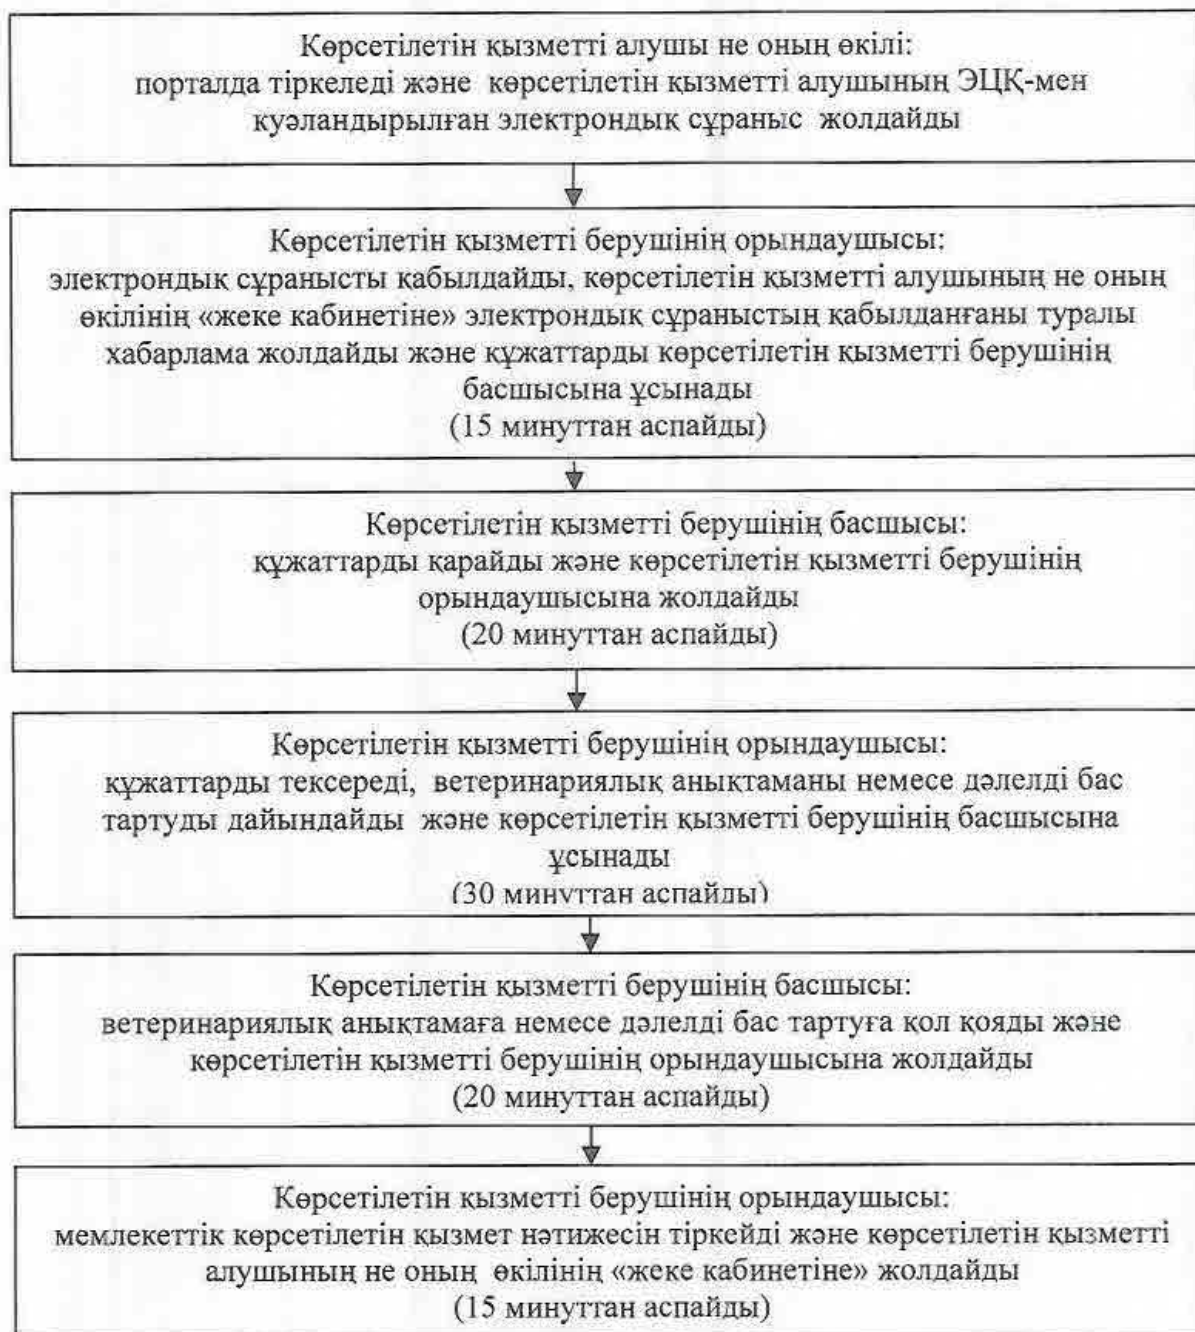 Көрсетілетін қызметті алушы не оның өкілі:
порталда тіркеледі және көрсетілетін қызметті алушының ЭЦҚ-мен
куәландырылған электрондық сұраныс жолдайды
Көрсетілетін қызметті берушінің орындаушысы:
электрондық сұранысты қабылдайды, көрсетілетін қызметті алушының не оның
өкілінің «жеке кабинетіне» электрондық сұраныстың қабылданғаны туралы
хабарлама жолдайды және құжаттарды көрсетілетін қызметті берушінің
басшысына ұсынады
(15 минуттан аспайды)
Көрсетілетін қызметті берушінің басшысы:
құжаттарды қарайды және көрсетілетін қызметті берушінің
орындаушысына жолдайды
(20 минуттан аспайды)
Көрсетілетін қызметті берушінің орындаушысы:
құжаттарды тексереді, ветеринариялық анықтаманы немесе дәлелді бас
тартуды дайындайды және көрсетілетін қызметті берушінің басшысына
ұсынады
(30 минуттан аспайды)
Көрсетілетін қызметті берушінің басшысы:
ветеринариялық анықтамаға немесе дәлелді бас тартуға қол қояды және
көрсетілетін қызметті берушінің орындаушысына жолдайды
(20 минуттан аспайды)
Көрсетілетін қызметті берушінің орындаушысы:
мемлекеттік көрсетілетін қызмет нәтижесін тіркейді және көрсетілетін қызметті
алушының не оның өкілінің «жеке кабинетіне» жолдайды
(15 минуттан аспайды)